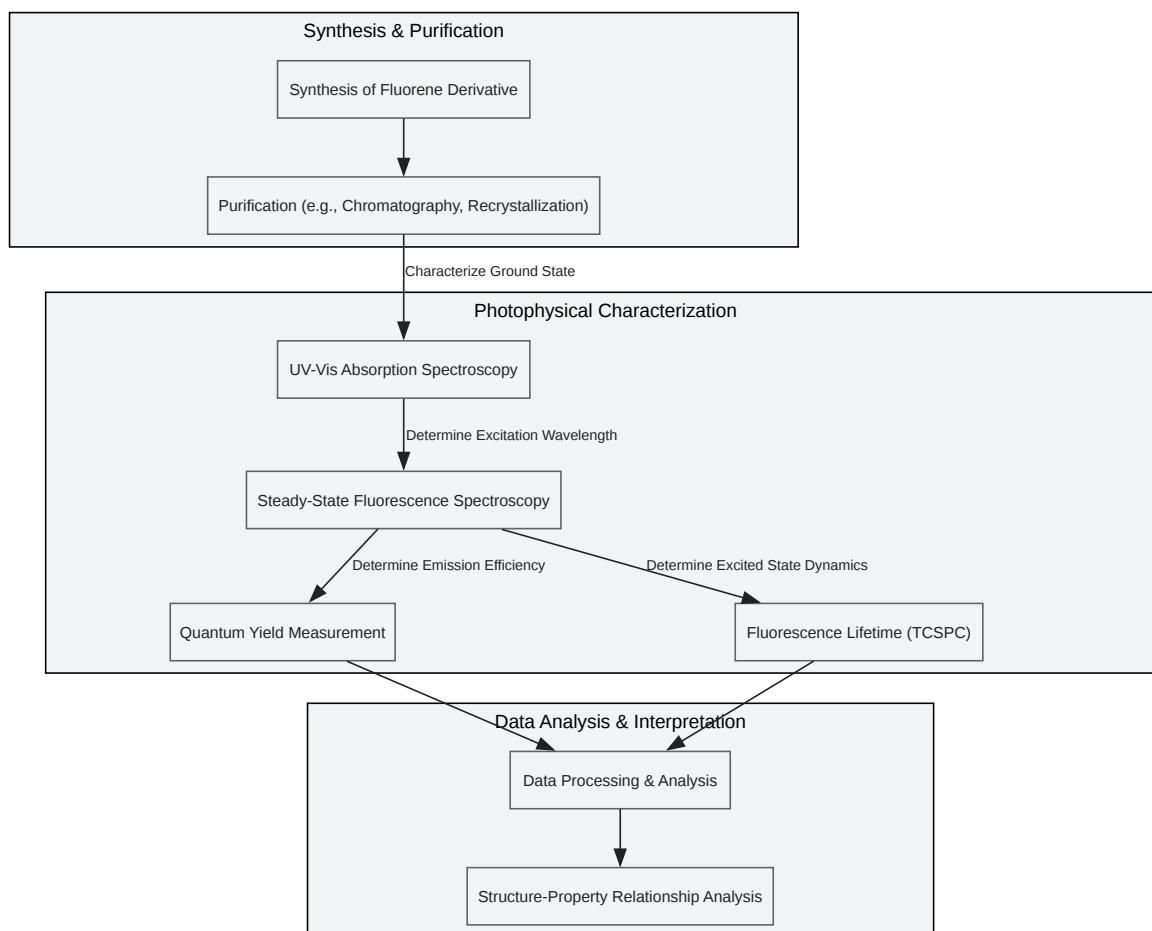 Synthesis & Purification
Synthesis of Fluorene Derivative
Purification (e.g., Chromatography, Recrystallization)
Characterize Ground State
Photophysical Characterization
UV-Vis Absorption Spectroscopy
Determine Excitation Wavelength
Steady-State Fluorescence Spectroscopy
Determine Emission Efficiency
Determine Excited State Dynamics
Quantum Yield Measurement
Fluorescence Lifetime (TCSPC)
Data Analysis & Interpretation
Data Processing & Analysis
Structure-Property Relationship Analysis